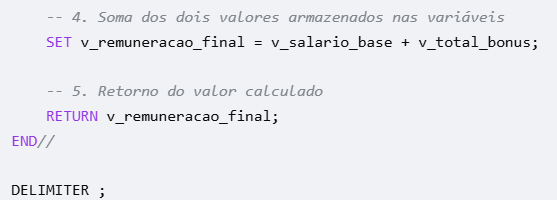 -- 4. Soma dos dois valores armazenados nas variáveis
SET v_remuneracao_final = v_salario_base + v_total_bonus;
-- 5. Retorno do valor calculado
RETURN v_remuneracao_final;
END//
DELIMITER ;